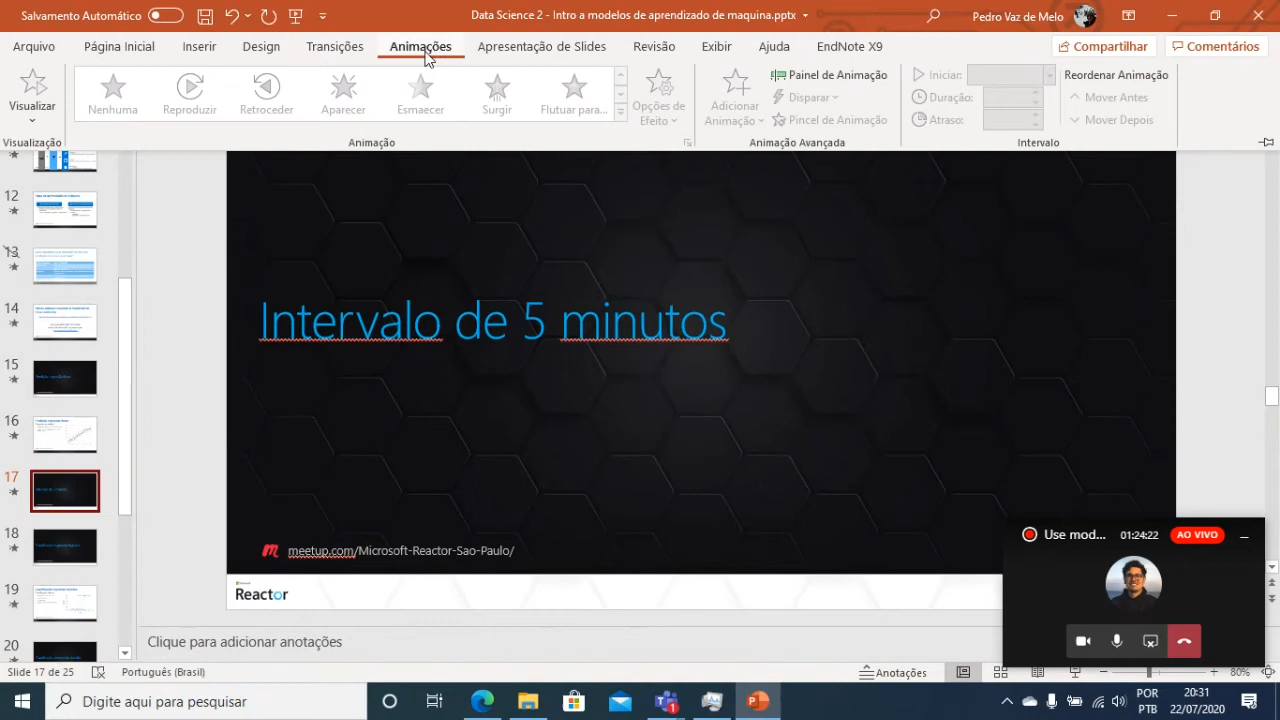 Salvamento Automático
Data Science 2 - Intro a modelos de aprendizado de maquina.pptx
Pedro Vaz de Melo
Arquivo
Página Inicial
Inserir
Design
Transições
Animações
Apresentação de Slides
Revisão
Exibir
Ajuda
EndNote X9
Compartilhar
Comentários
Visualizar
Nenhuma
Reproduzir
Retroceder
Aparecer
Esmaecer
Surgir
Flutuar para...
Opções de
Efeito
Adicionar
Animação
Painel de Animação
Disparar
Pincel de Animação
Iniciar:
Duração:
Atraso:
Reordenar Animação
Mover Antes
Mover Depois
Visualização
Animação
Animação Avançada
Intervalo
12
13
14
15
16
17
18
19
20
Intervalo de 5 minutos
meetup.com/Microsoft-Reactor-Sao-Paulo/
Microsoft
Reactor
Use mod...
01:24:22
AO VIVO
Clique para adicionar anotações
Slide 17 de 25
Português (Brasil)
Anotações
80%
Digite aqui para pesquisar
1
POR
PTB
20:31
22/07/2020